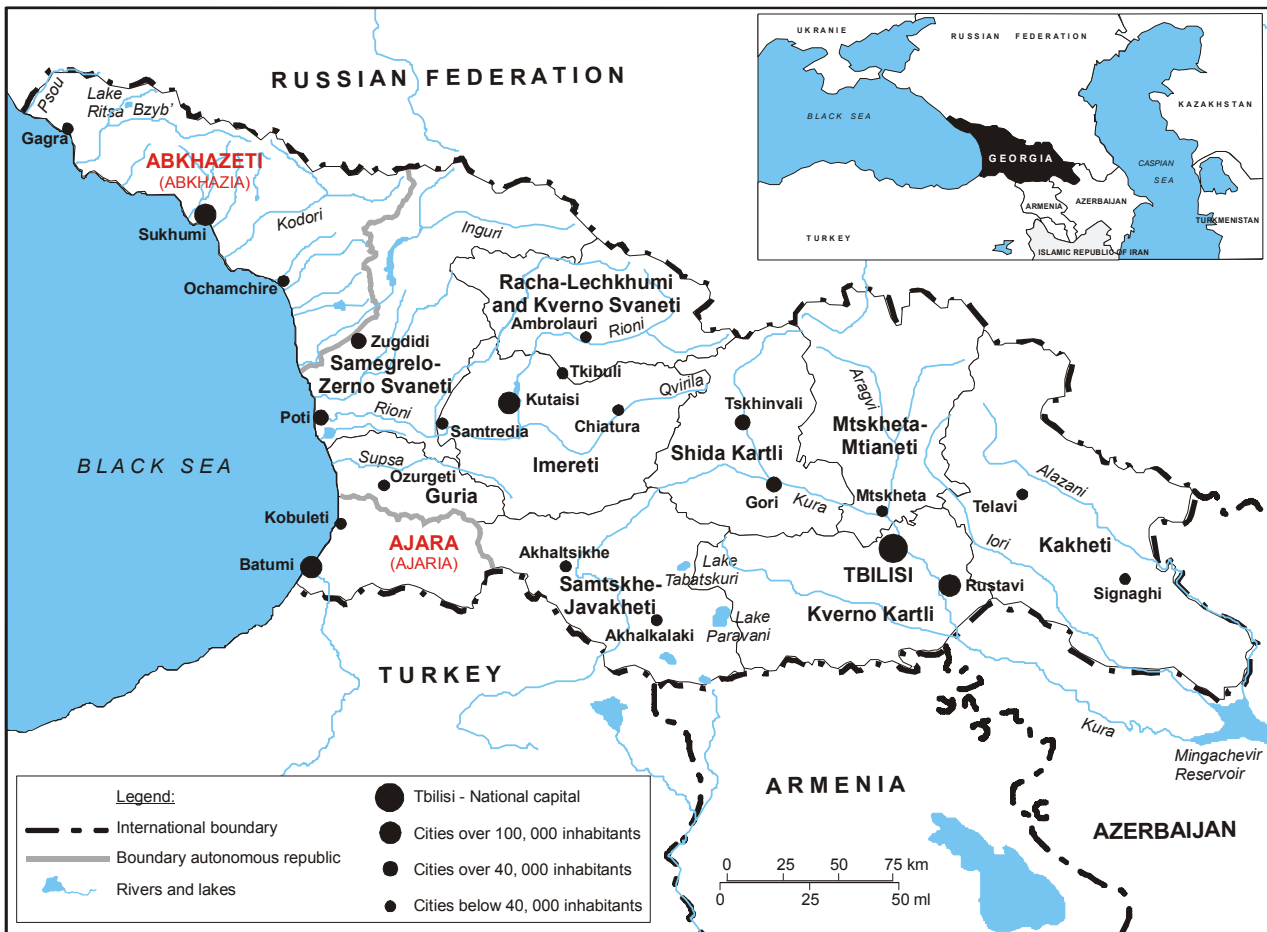 RUSSIAN FEDERATION
Psou
Lake
Ritsa
Bzyb'
Gagra
ABKHAZETI
(ABKHAZIA)
Sukhumi
Kodori
Inguri
Ochamchire
Racha-Lechkhumi
and Kverno Svaneti
Ambrolauri
Rioni
Zugdidi
Samegrelo-
Zerno Svaneti
Tkibuli
Qvirila
Kutaisi
Poti
Rioni
Samtredia
Chiatura
Imereti
Tskhinvali
Shida Kartli
Aragvi
Mtskheta-
Mtianeti
BLACK SEA
Supsa
Ozurgeti
Guria
Gori
Kura
Mtskheta
Telavi
Alazani
Kobuleti
AJARA
(AJARIA)
Batumi
Akhaltsikhe
Lake
Tabatskuri
TBILISI
Iori
Kakheti
Samtskhe-
Javakheti
Rustavi
Signaghi
Akhalkalaki
Lake
Paravani
Kverno Kartli
TURKEY
Kura
Mingachevir
Reservoir
ARMENIA
AZERBAIJAN
UKRANIE
RUSSIAN FEDERATION
KAZAKHSTAN
BLACK SEA
GEORGIA
CASPIAN
SEA
ARMENIA
AZERBAIJAN
TURKMENISTAN
TURKEY
ISLAMIC REPUBLIC OF IRAN
Legend:
International boundary
Boundary autonomous republic
Rivers and lakes
Tbilisi - National capital
Cities over 100, 000 inhabitants
Cities over 40, 000 inhabitants
Cities below 40, 000 inhabitants
0 25 50 75 km
0 25 50 ml